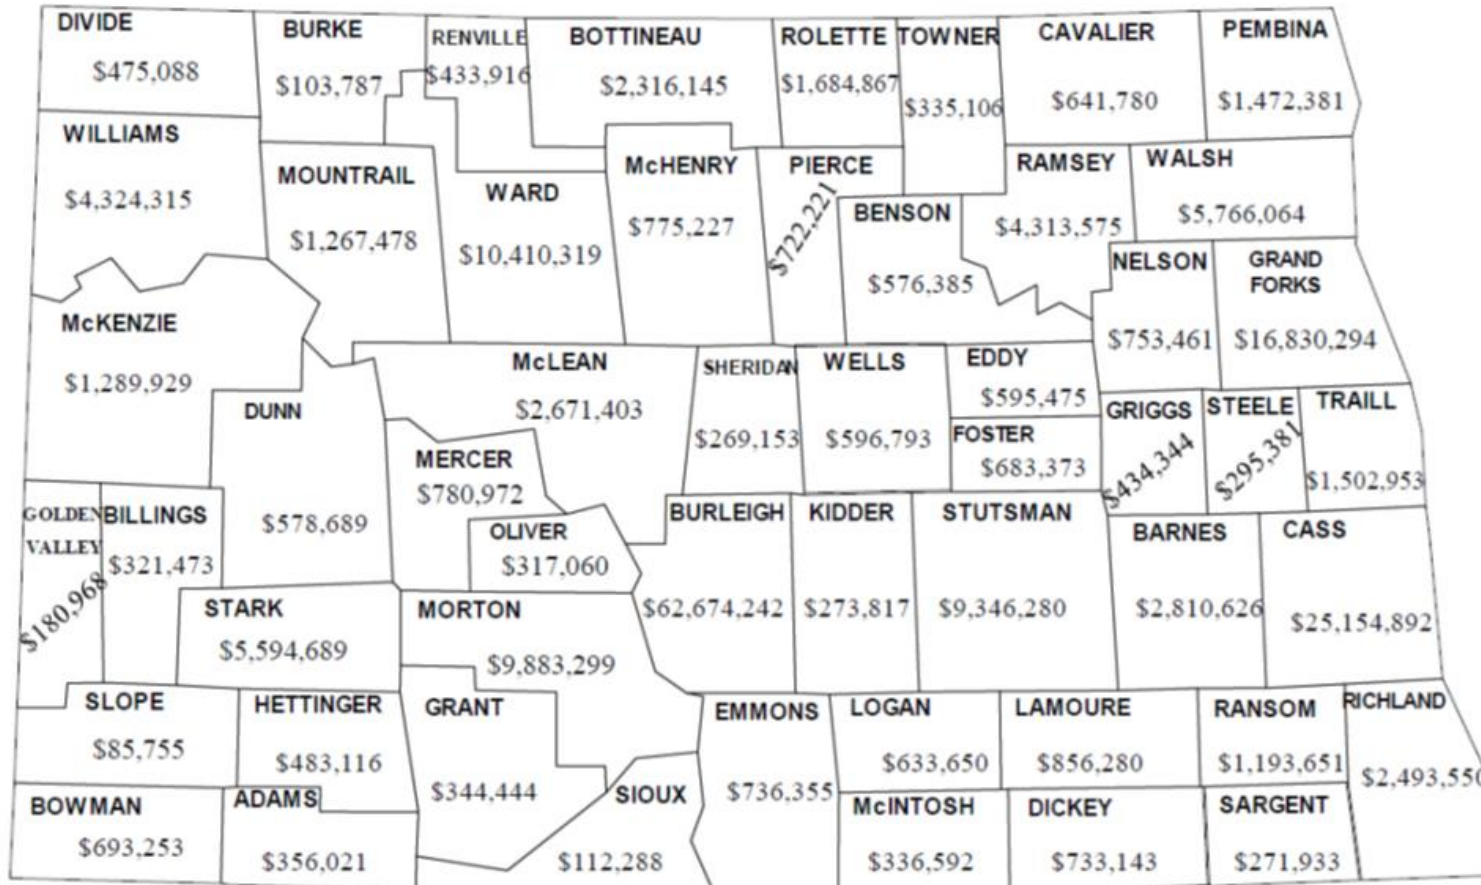 DIVIDE
$475,088
BURKE
$103,787
RENVILLE
$433,916
BOTTINEAU
$2,316,145
ROLETTE
$1,684,867
TOWNER
$335,106
CAVALIER
$641,780
PEMBINA
$1,472,381
WILLIAMS
$4,324,315
MOUNTRAIL
$1,267,478
WARD
$10,410,319
McHENRY
$775,227
PIERCE
$722,221
BENSON
$576,385
RAMSEY
$4,313,575
WALSH
$5,766,064
NELSON
$753,461
GRAND
FORKS
$16,830,294
McKENZIE
$1,289,929
DUNN
$578,689
McLEAN
$2,671,403
MERCER
$780,972
OLIVER
$317,060
SHERIDAN
$269,153
WELLS
$596,793
EDDY
$595,475
FOSTER
$683,373
GRIGGS
$434,344
STEELE
$295,381
TRAILL
$1,502,953
GOLDEN
VALLEY
$180,968
BILLINGS
$321,473
STARK
$5,594,689
MORTON
$9,883,299
BURLEIGH
$62,674,242
KIDDER
$273,817
STUTSMAN
$9,346,280
BARNES
$2,810,626
CASS
$25,154,892
SLOPE
$85,755
HETTINGER
$483,116
GRANT
$344,444
EMMONS
$736,355
LOGAN
$633,650
LAMOURE
$856,280
RANSOM
$1,193,651
RICHLAND
$2,493,550
BOWMAN
$693,253
ADAMS
$356,021
SIOUX
$112,288
McINTOSH
$336,592
DICKEY
$733,143
SARGENT
$271,933